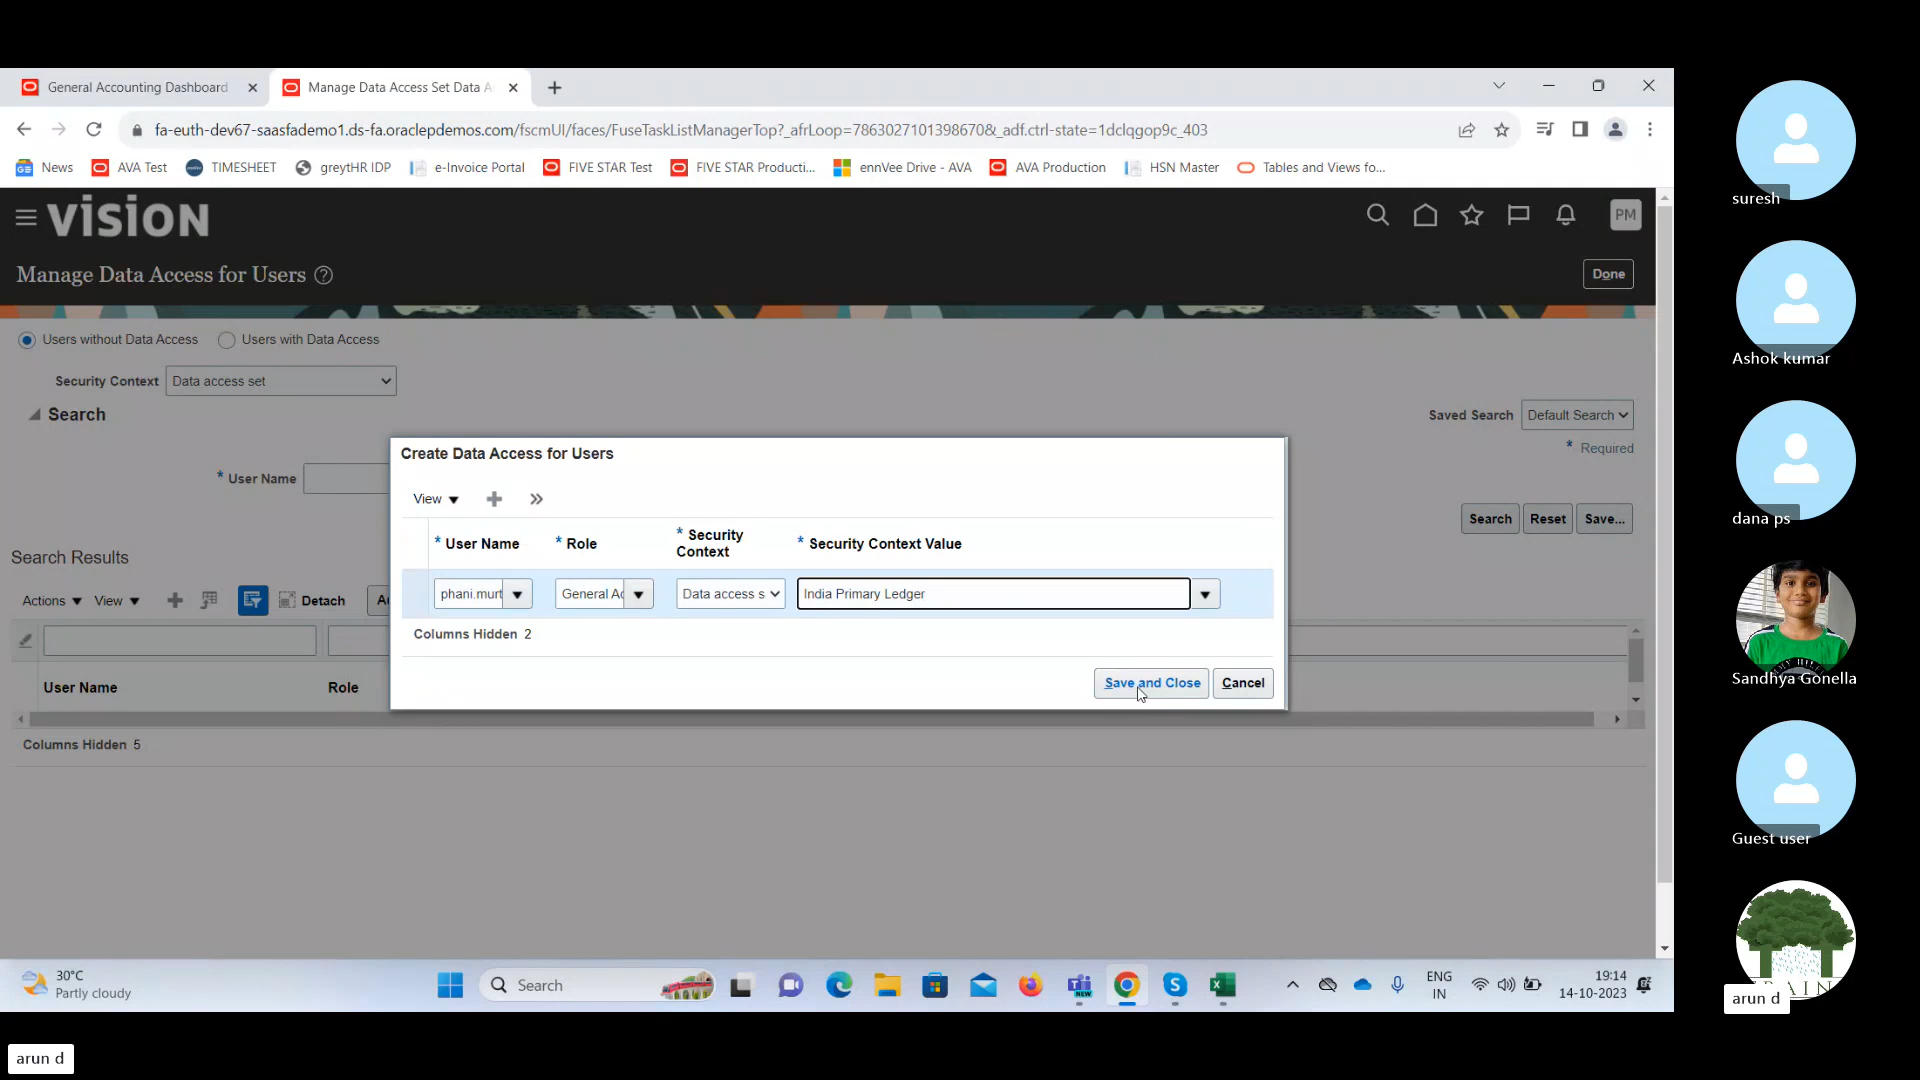 General Accounting Dashboard
Manage Data Access Set Data A
fa-euth-dev67-saasfademo1.ds-fa.oraclepdemos.com/fscmUI/faces/FuseTaskListManagerTop?_afrLoop=7863027101398670&_adf.ctrl-state=1dclqgop9c_403
News AVA Test TIMESHEET greytHR IDP e-Invoice Portal FIVE STAR Test FIVE STAR Producti... ennVee Drive - AVA AVA Production HSN Master Tables and Views fo...
VISION
PM
Manage Data Access for Users
Done
Users without Data Access Users with Data Access
Security Context Data access set
Search
Saved Search Default Search
* Required
* User Name
Search Reset Save...
Search Results
Actions View Detach
User Name Role
Columns Hidden 5
Create Data Access for Users
View
* User Name * Role * Security Context * Security Context Value
phani.murt General Ac Data access s India Primary Ledger
Columns Hidden 2
Save and Close Cancel
30°C
Partly cloudy
Search
NEW
ENG
IN
19:14
14-10-2023
suresh
Ashok kumar
dana ps
Sandhya Gonella
Guest user
arun d
arun d